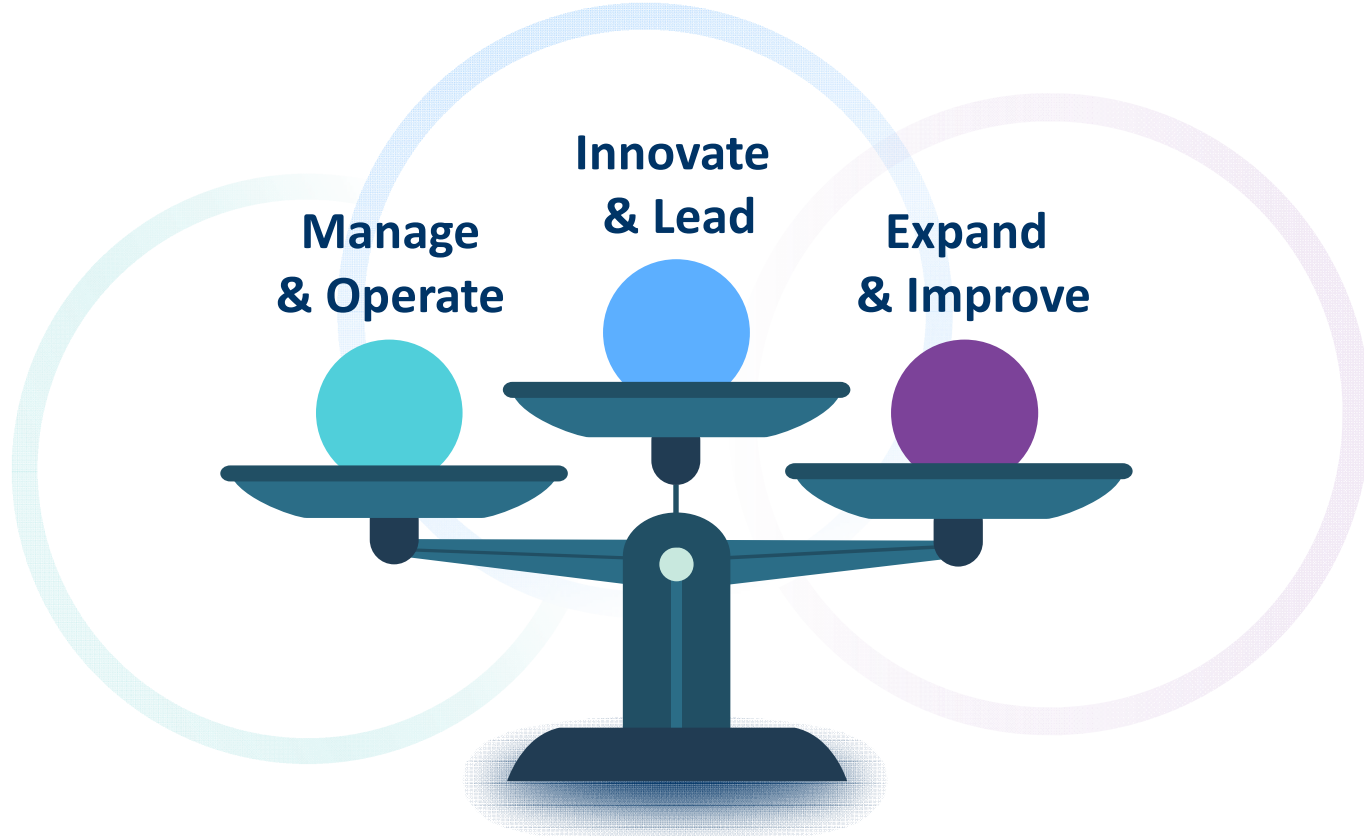 Manage
& Operate
Innovate
& Lead
Expand
& Improve